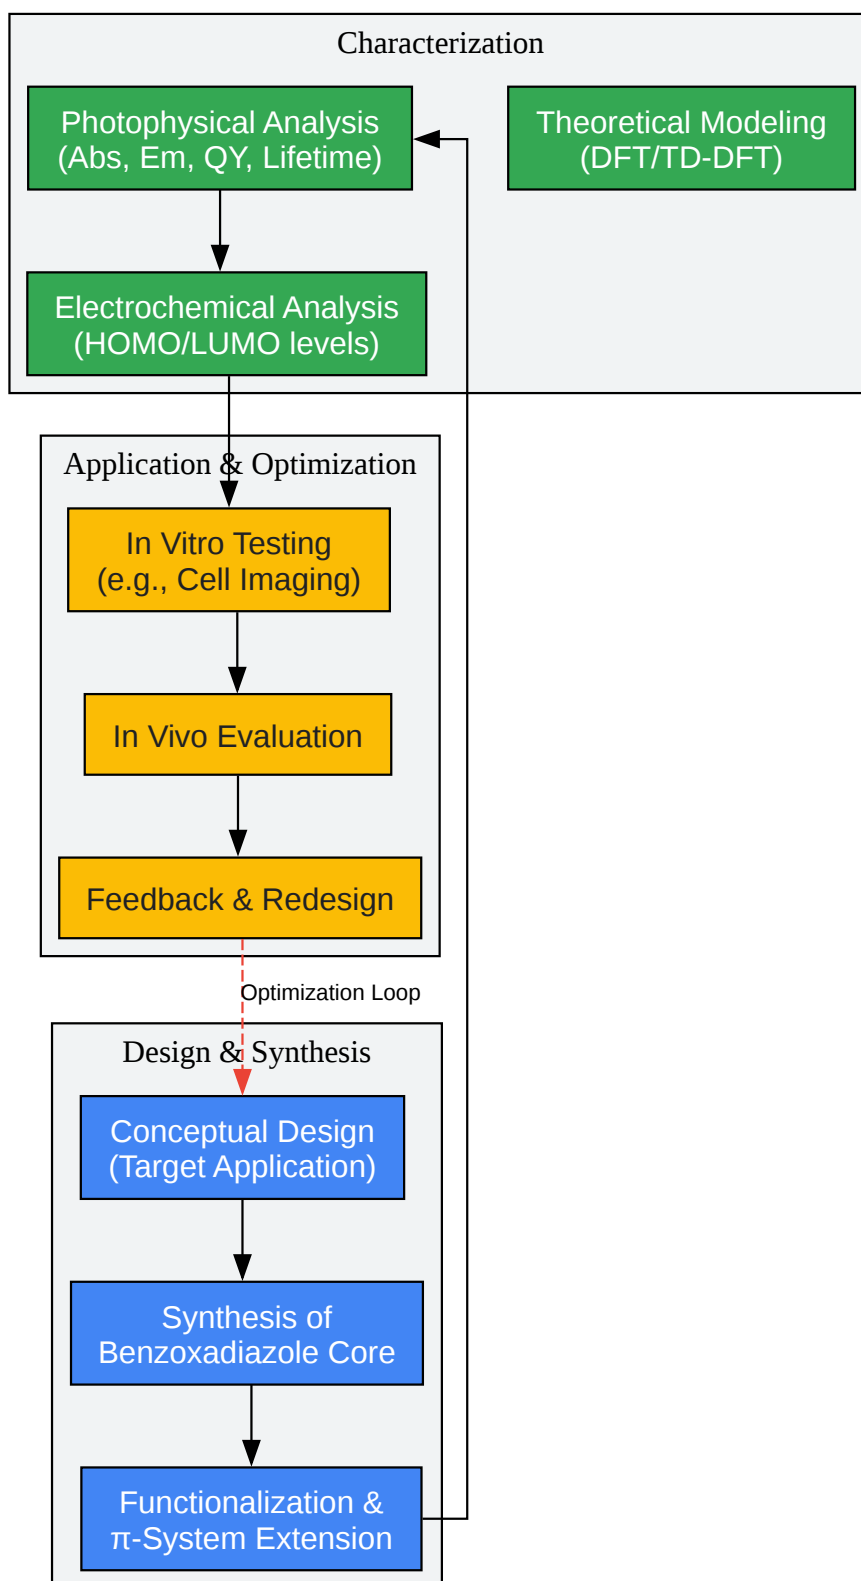 Characterization
Photophysical Analysis
(Abs, Em, QY, Lifetime)
Theoretical Modeling
(DFT/TD-DFT)
Electrochemical Analysis
(HOMO/LUMO levels)
Application & Optimization
In Vitro Testing
(e.g., Cell Imaging)
In Vivo Evaluation
Feedback & Redesign
Optimization Loop
Design & Synthesis
Conceptual Design
(Target Application)
Synthesis of
Benzoxadiazole Core
Functionalization &
π-System Extension